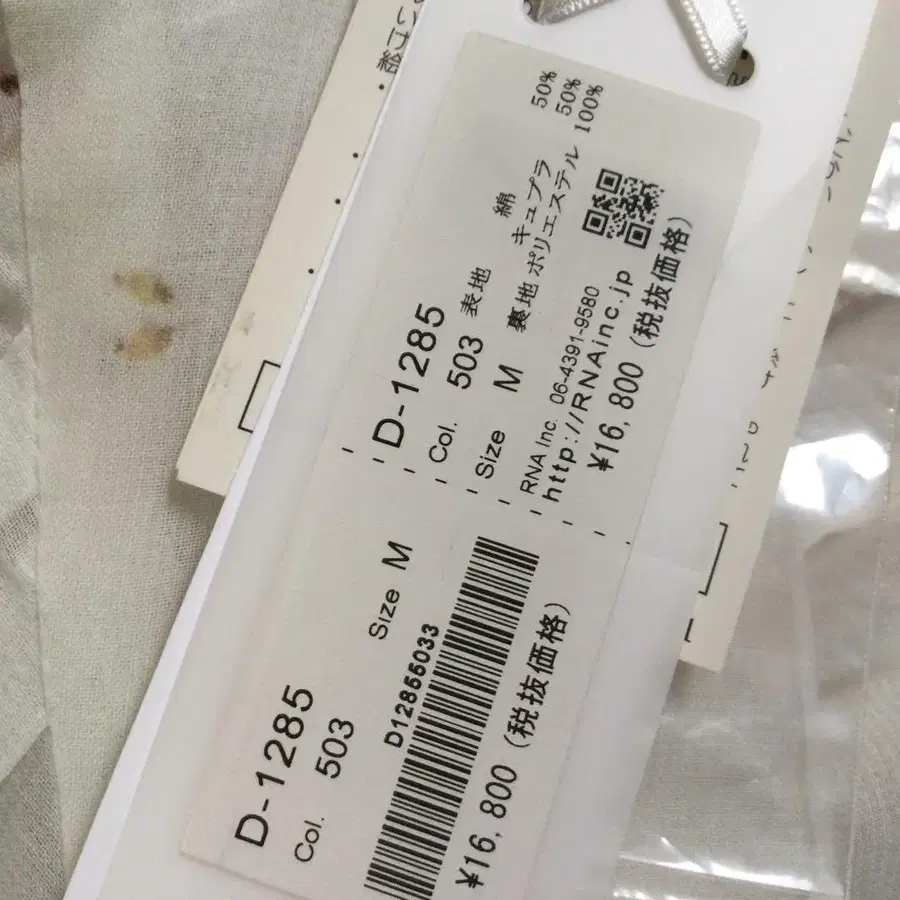 D-1285
Col. 503
Size M
表地 綿 50%
キュプラ 50%
裏地 ポリエステル 100%
RNA Inc. 06-4391-9580
http://RNAinc.jp
¥16,800 (税抜価格)
D-1285
Col. 503 Size M
D12855033
¥16,800 (税抜価格)